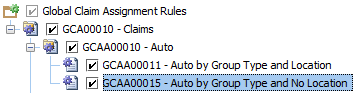 Global Claim Assignment Rules
GCA00010 - Claims
GCAA00010 - Auto
GCAA00011 - Auto by Group Type and Location
GCAA00015 - Auto by Group Type and No Location